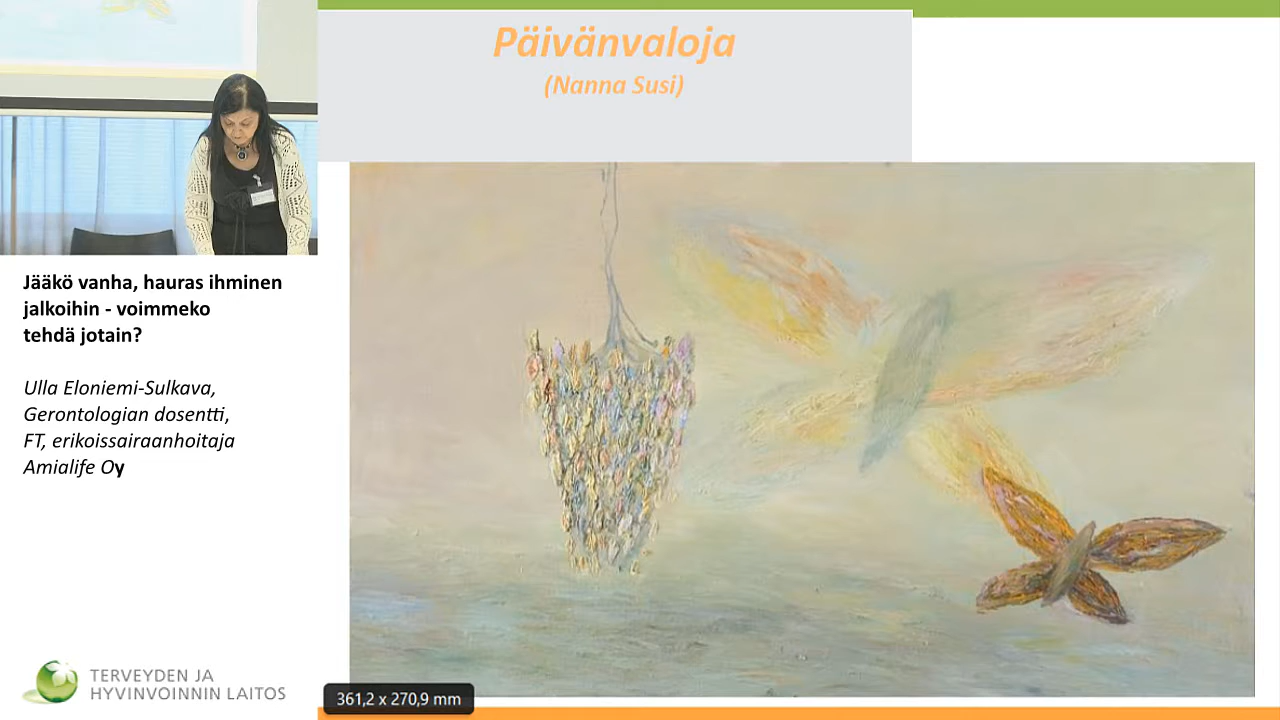 Päivänvaloja
(Nanna Susi)
Jääkö vanha, hauras ihminen
jalkoihin - voimmeko
tehdä jotain?
Ulla Eloniemi-Sulkava,
Gerontologian dosentti,
FT, erikoissairaanhoitaja
Amialife Oy
TERVEYDEN JA
HYVINVOINNIN LAITOS
361,2 x 270,9 mm